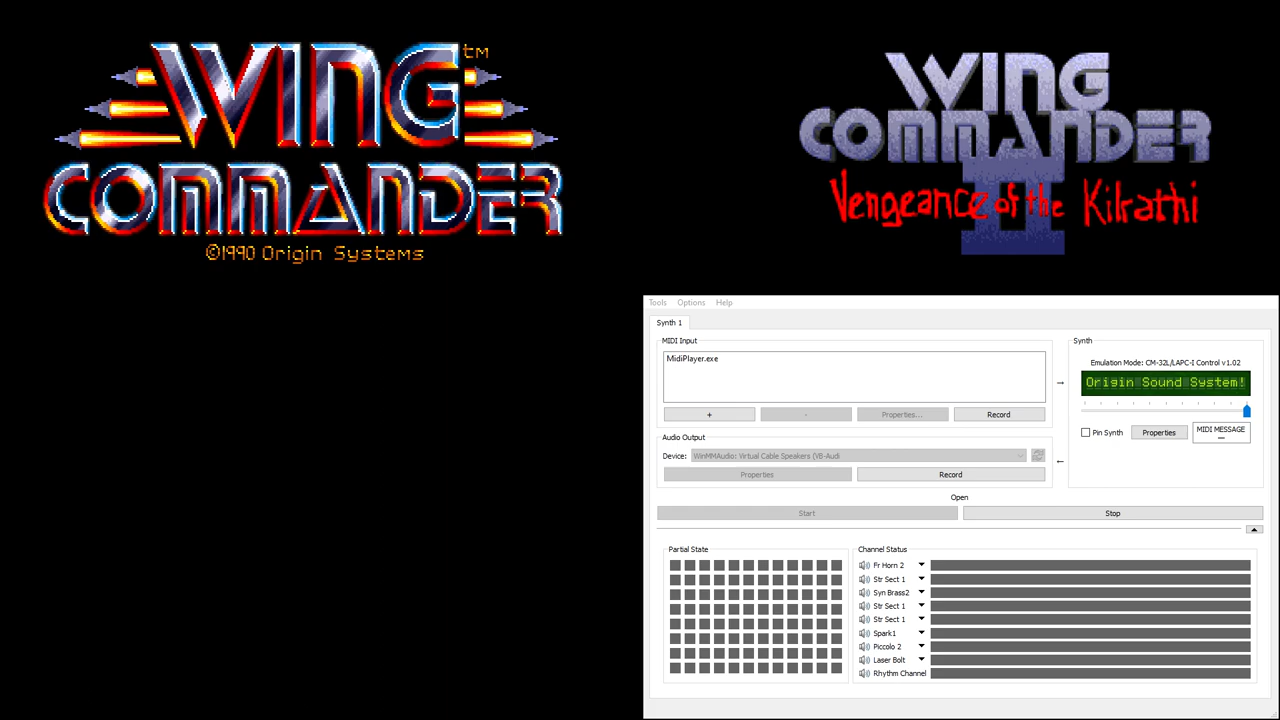 WING TM
COMMANDER
©1990 Origin Systems
WING
COMMANDER
II
Vengeance of the Kilrathi
Tools Options Help
Synth 1
MIDI Input
MidiPlayer.exe
+ - Properties... Record
Audio Output
Device: WinMMAudio: Virtual Cable Speakers (VB-Audi
Properties Record
Synth
Emulation Mode: CM-32L/LAPC-I Control v1.02
Origin Sound System!
Pin Synth Properties MIDI MESSAGE
Open
Start Stop
Partial State
Channel Status
Fr Horn 2
Str Sect 1
Syn Brass2
Str Sect 1
Str Sect 1
Spark1
Piccolo 2
Laser Bolt
Rhythm Channel